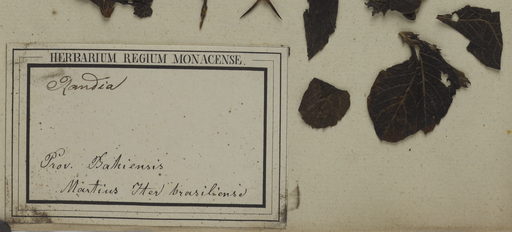 HERBARIUM REGIUM MONACENSE.
Randia
Prov. Bahiensis
Martius Iter brasiliense